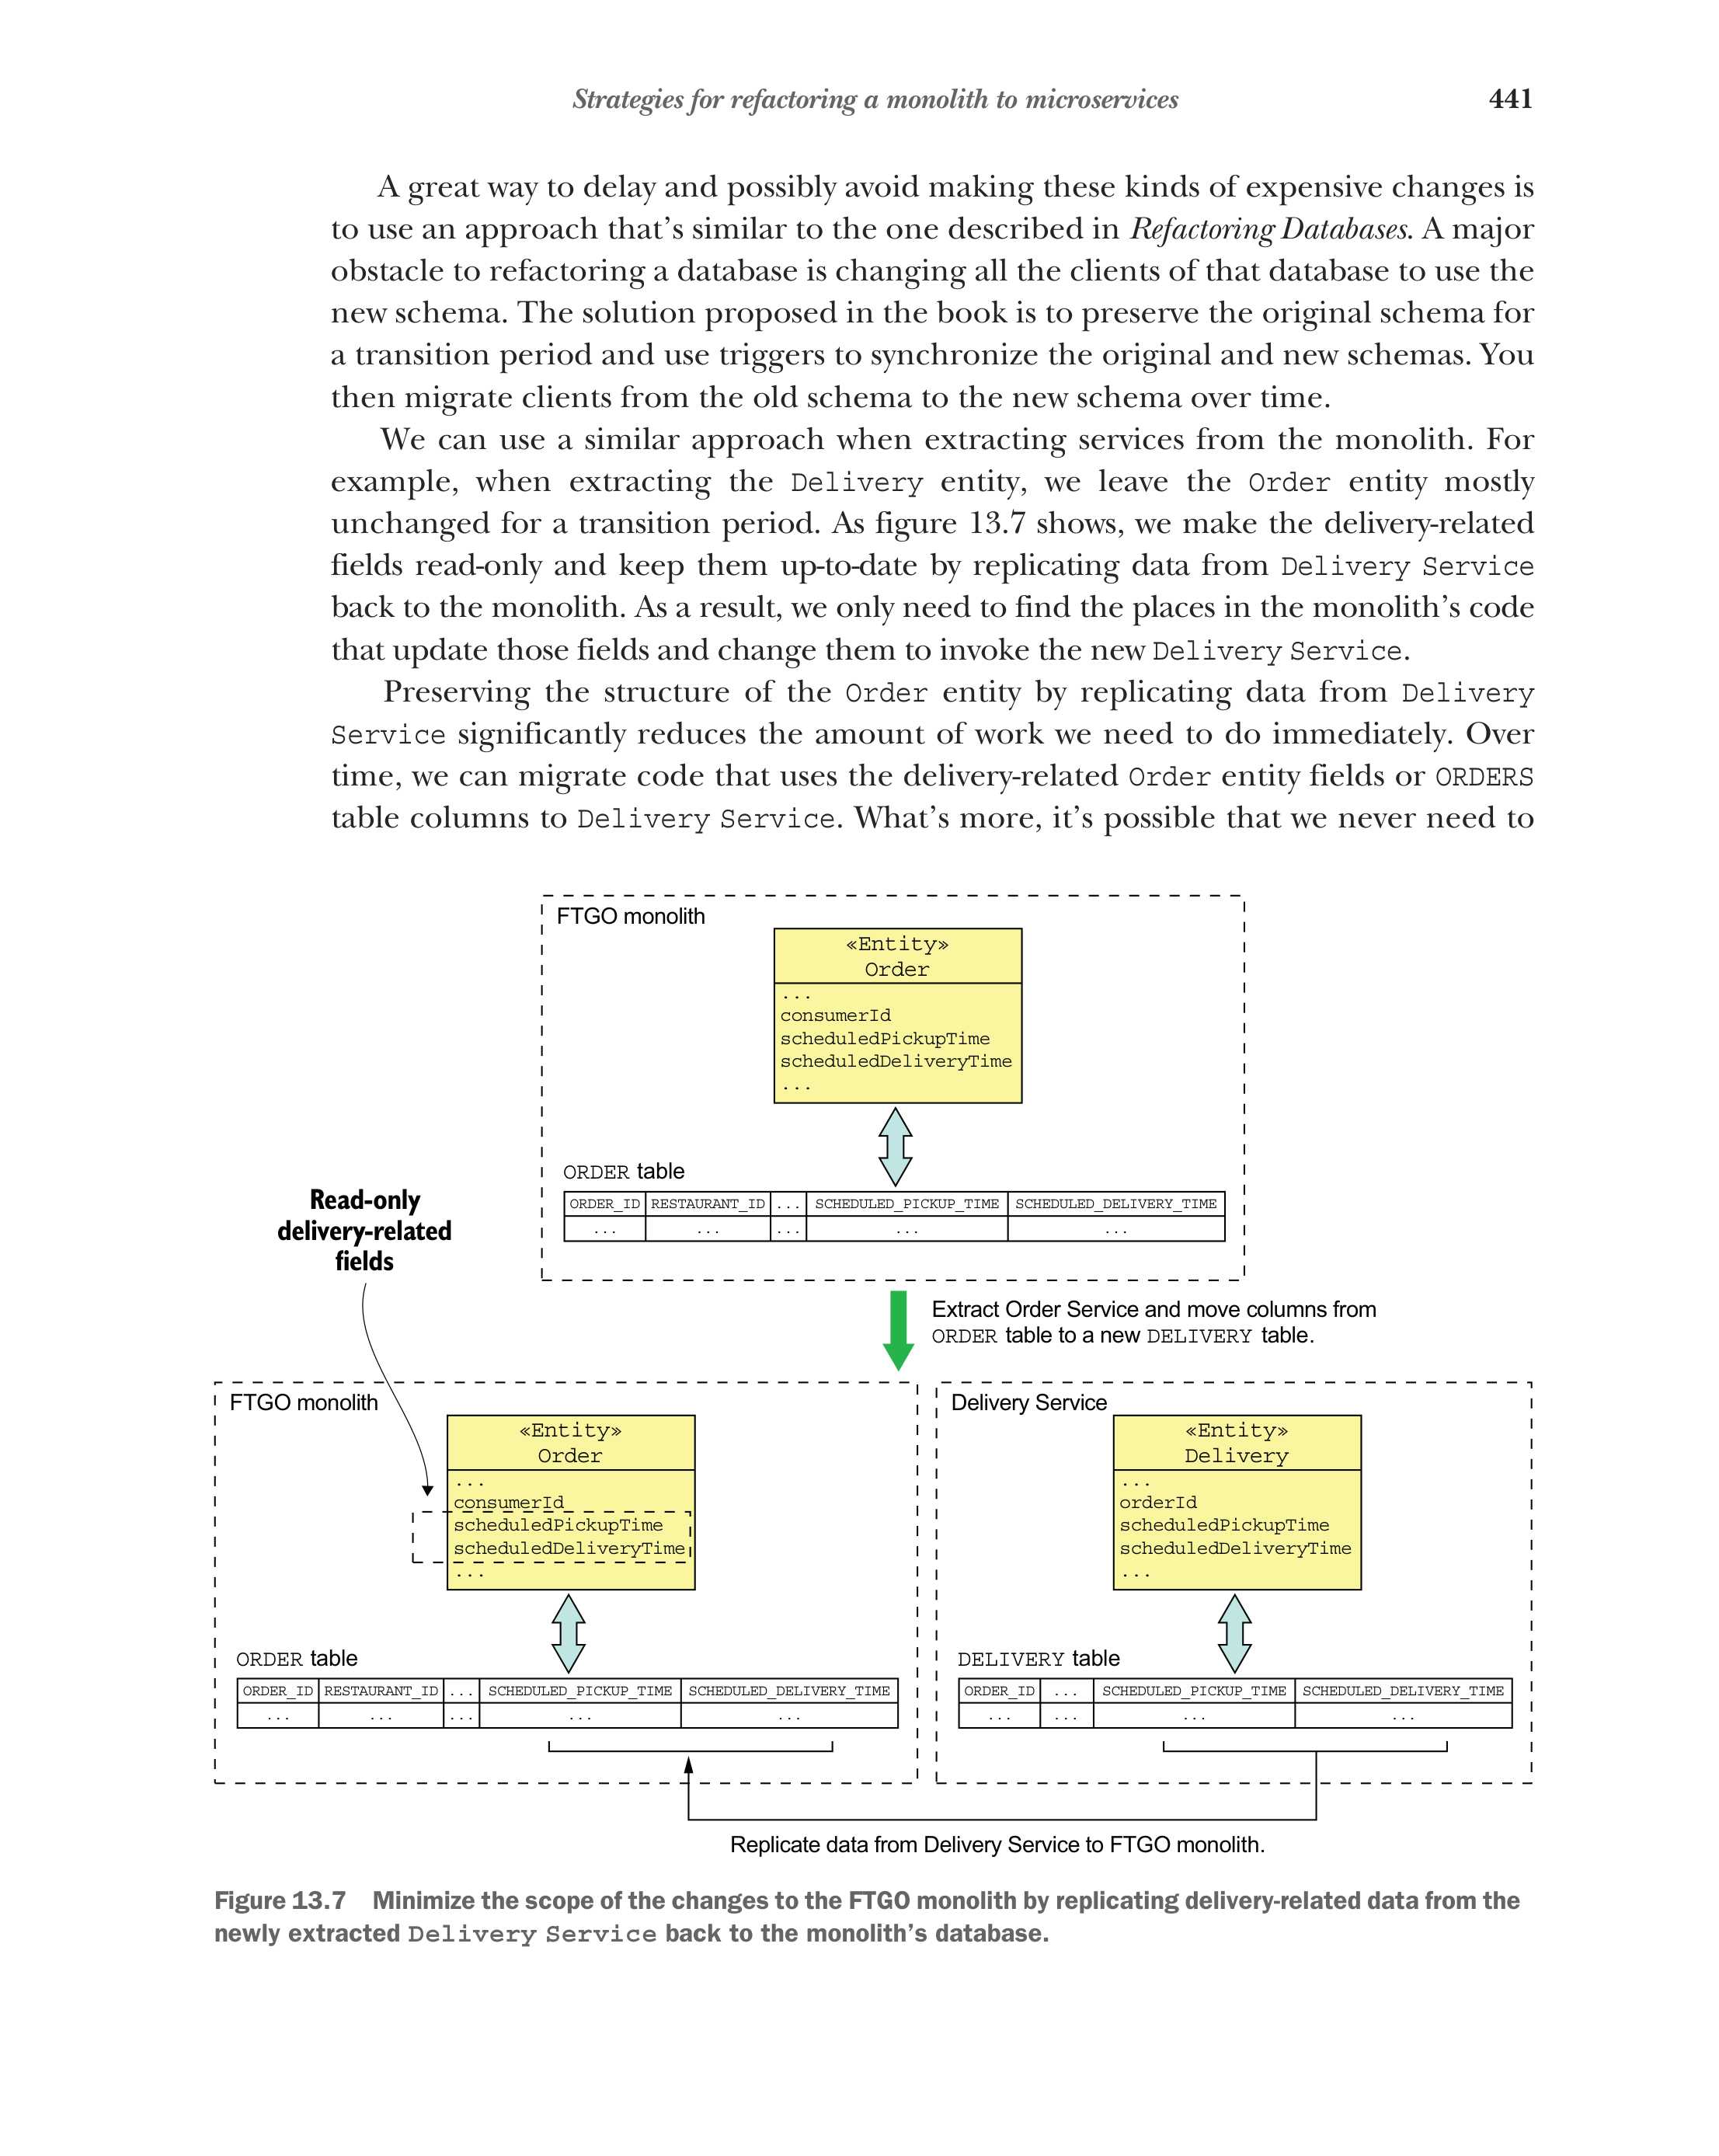 Strategies for refactoring a monolith to microservices 441
A great way to delay and possibly avoid making these kinds of expensive changes is
to use an approach that’s similar to the one described in Refactoring Databases. A major
obstacle to refactoring a database is changing all the clients of that database to use the
new schema. The solution proposed in the book is to preserve the original schema for
a transition period and use triggers to synchronize the original and new schemas. You
then migrate clients from the old schema to the new schema over time.
We can use a similar approach when extracting services from the monolith. For
example, when extracting the Delivery entity, we leave the Order entity mostly
unchanged for a transition period. As figure 13.7 shows, we make the delivery-related
fields read-only and keep them up-to-date by replicating data from Delivery Service
back to the monolith. As a result, we only need to find the places in the monolith’s code
that update those fields and change them to invoke the new Delivery Service.
Preserving the structure of the Order entity by replicating data from Delivery
Service significantly reduces the amount of work we need to do immediately. Over
time, we can migrate code that uses the delivery-related Order entity fields or ORDERS
table columns to Delivery Service. What’s more, it’s possible that we never need to
FTGO monolith
«Entity»
Order
...
consumerId
scheduledPickupTime
scheduledDeliveryTime
...
ORDER table
ORDER_ID RESTAURANT_ID ... SCHEDULED_PICKUP_TIME SCHEDULED_DELIVERY_TIME
... ... ... ... ...
Read-only
delivery-related
fields
Extract Order Service and move columns from
ORDER table to a new DELIVERY table.
FTGO monolith
«Entity»
Order
...
consumerId
scheduledPickupTime
scheduledDeliveryTime
...
ORDER table
ORDER_ID RESTAURANT_ID ... SCHEDULED_PICKUP_TIME SCHEDULED_DELIVERY_TIME
... ... ... ... ...
Delivery Service
«Entity»
Delivery
...
orderId
scheduledPickupTime
scheduledDeliveryTime
...
DELIVERY table
ORDER_ID ... SCHEDULED_PICKUP_TIME SCHEDULED_DELIVERY_TIME
... ... ... ...
Replicate data from Delivery Service to FTGO monolith.
Figure 13.7 Minimize the scope of the changes to the FTGO monolith by replicating delivery-related data from the
newly extracted Delivery Service back to the monolith’s database.